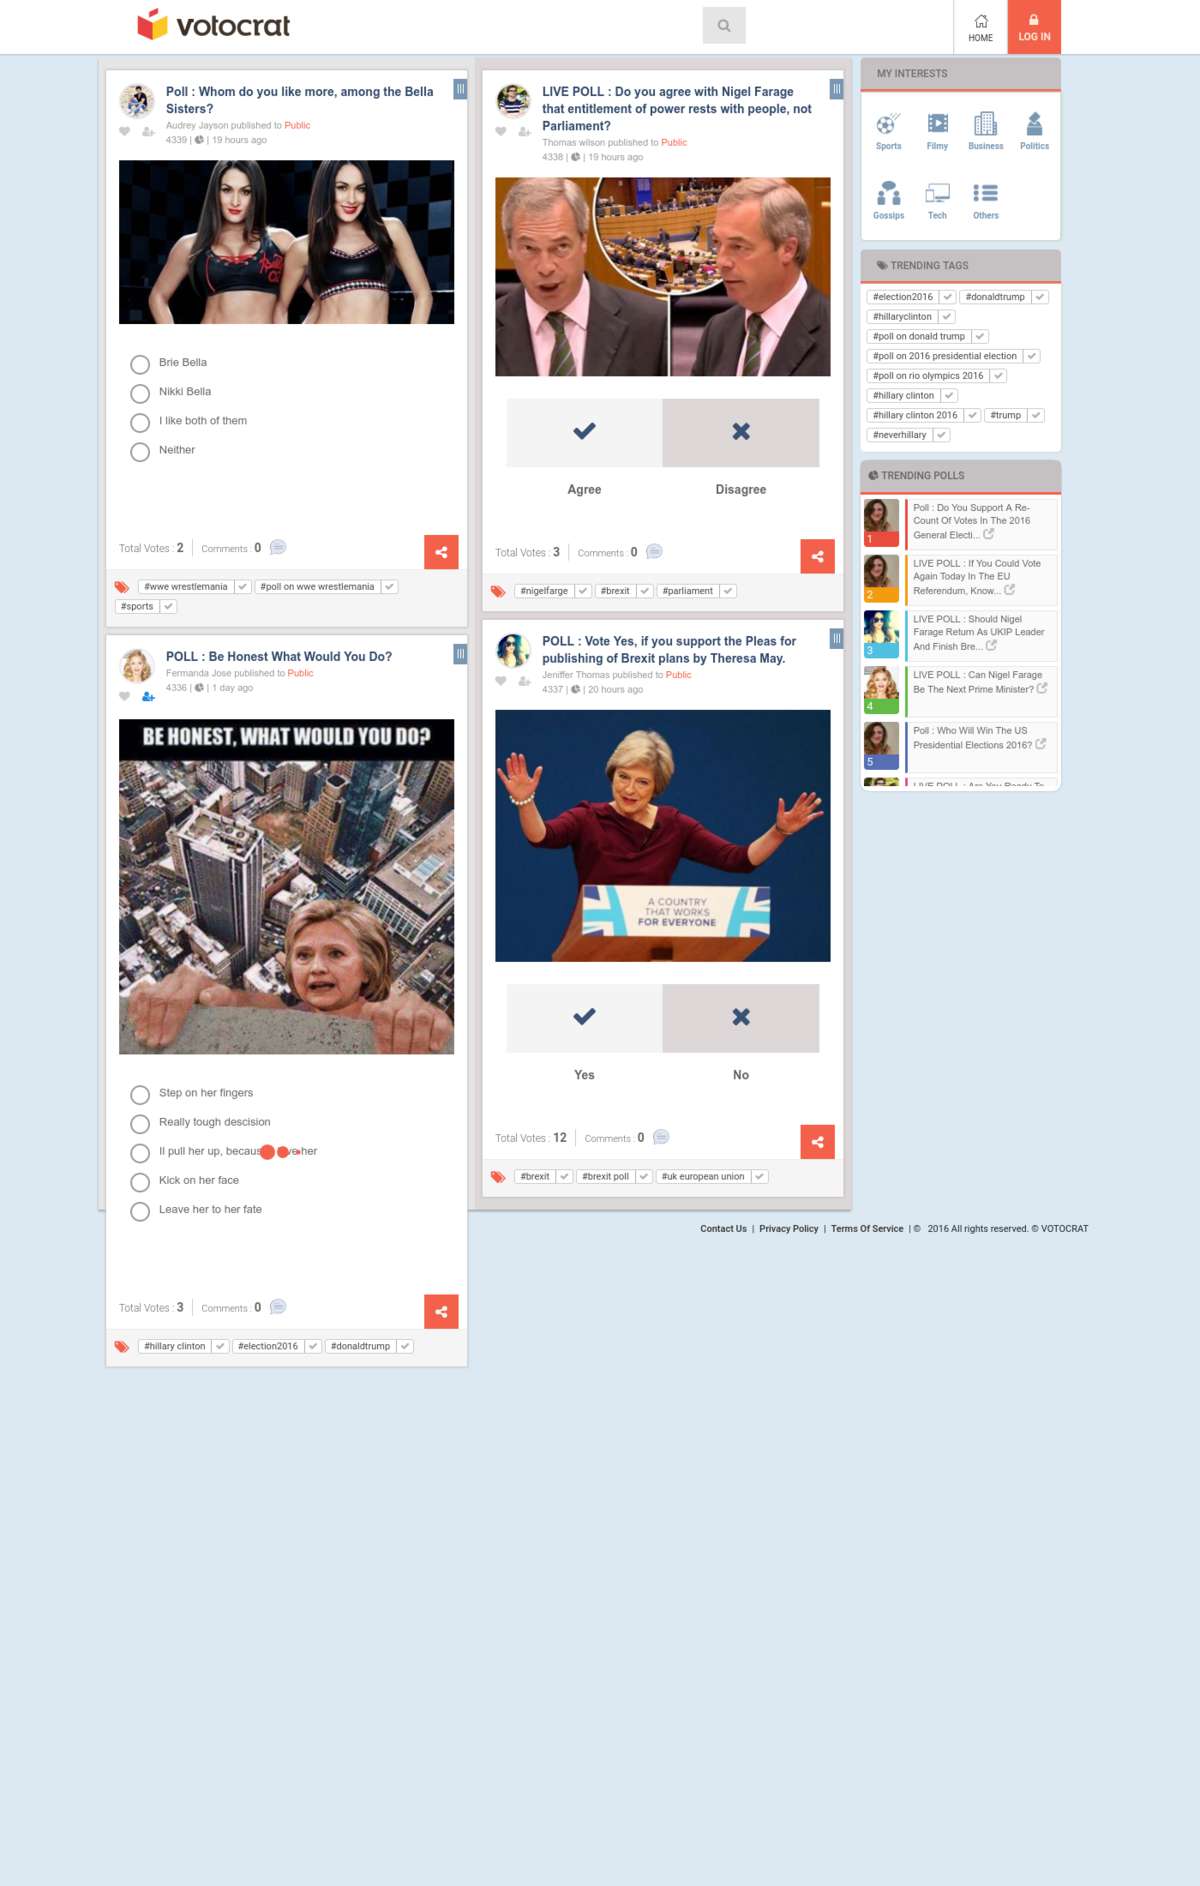 votocrat
HOME
LOG IN
Poll : Whom do you like more, among the Bella
Sisters?
Audrey Jayson published to Public
4339 | | 19 hours ago
Brie Bella
Nikki Bella
I like both of them
Neither
Total Votes : 2
Comments : 0
#wwe wrestlemania
#poll on wwe wrestlemania
#sports
POLL : Be Honest What Would You Do?
Fermanda Jose published to Public
4336 | | 1 day ago
BE HONEST, WHAT WOULD YOU DO?
Step on her fingers
Really tough descision
Il pull her up, becaus her
Kick on her face
Leave her to her fate
Total Votes : 3
Comments : 0
#hillary clinton
#election2016
#donaldtrump
LIVE POLL : Do you agree with Nigel Farage
that entitlement of power rests with people, not
Parliament?
Thomas wilson published to Public
4338 | | 19 hours ago
Agree
Disagree
Total Votes : 3
Comments : 0
#nigelfarge
#brexit
#parliament
POLL : Vote Yes, if you support the Pleas for
publishing of Brexit plans by Theresa May.
Jeniffer Thomas published to Public
4337 | | 20 hours ago
A COUNTRY
THAT WORKS
FOR EVERYONE
Yes
No
Total Votes : 12
Comments : 0
#brexit
#brexit poll
#uk european union
MY INTERESTS
Sports
Filmy
Business
Politics
Gossips
Tech
Others
TRENDING TAGS
#election2016
#donaldtrump
#hillaryclinton
#poll on donald trump
#poll on 2016 presidential election
#poll on rio olympics 2016
#hillary clinton
#hillary clinton 2016
#trump
#neverhillary
TRENDING POLLS
1
Poll : Do You Support A Re-
Count Of Votes In The 2016
General Electi...
2
LIVE POLL : If You Could Vote
Again Today In The EU
Referendum, Know...
3
LIVE POLL : Should Nigel
Farage Return As UKIP Leader
And Finish Bre...
4
LIVE POLL : Can Nigel Farage
Be The Next Prime Minister?
5
Poll : Who Will Win The US
Presidential Elections 2016?
LIVE POLL : Are You Ready To
Contact Us | Privacy Policy | Terms Of Service | © 2016 All rights reserved. © VOTOCRAT